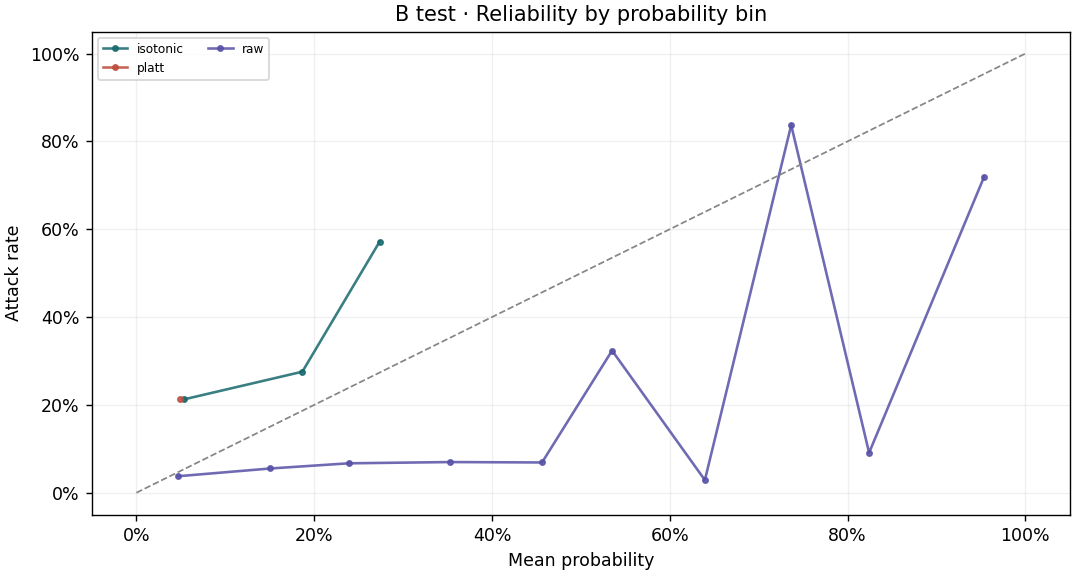 B test · Reliability by probability bin
isotonic
platt
raw
100%
80%
60%
40%
20%
0%
Attack rate
0% 20% 40% 60% 80% 100%
Mean probability